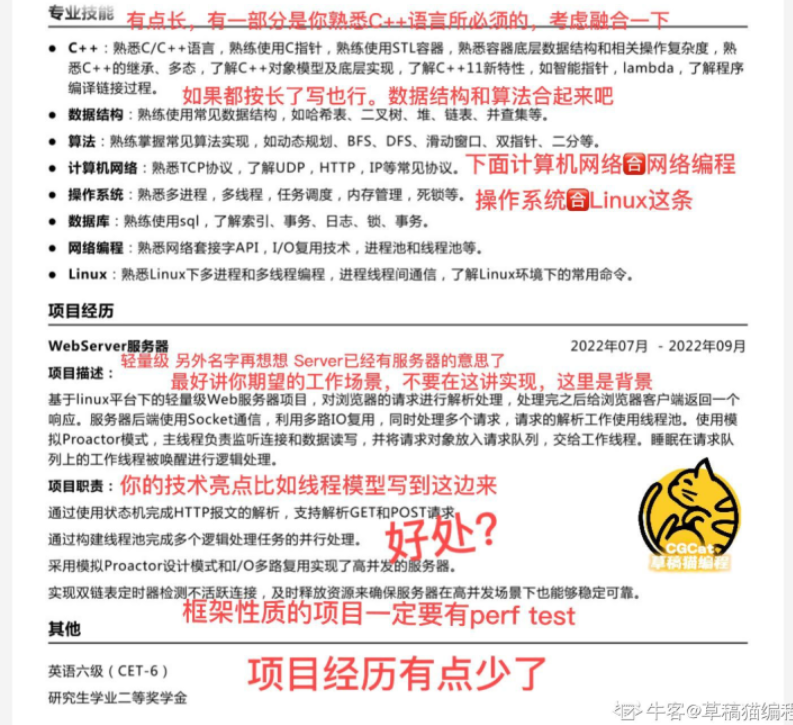 专业技能
有点长，有一部分是你熟悉C++语言所必须的，考虑融合一下
• C++：熟悉C/C++语言，熟练使用C指针，熟练使用STL容器，熟悉容器底层数据结构和相关操作复杂度，熟
悉C++的继承、多态，了解C++对象模型及底层实现，了解C++11新特性，如智能指针，lambda，了解程序
编译链接过程。
如果都按长了写也行。数据结构和算法合起来吧
• 数据结构：熟练使用常见数据结构，如哈希表、二叉树、堆、链表、并查集等。
• 算法：熟练掌握常见算法实现，如动态规划、BFS、DFS、滑动窗口、双指针、二分等。
• 计算机网络：熟悉TCP协议，了解UDP，HTTP，IP等常见协议。
下面计算机网络🈴网络编程
• 操作系统：熟悉多进程，多线程，任务调度，内存管理，死锁等。
操作系统🈴Linux这条
• 数据库：熟练使用sql，了解索引、事务、日志、锁、事务。
• 网络编程：熟悉网络套接字API，I/O复用技术，进程池和线程池等。
• Linux：熟悉Linux下多进程和多线程编程，进程线程间通信，了解Linux环境下的常用命令。
项目经历
WebServer服务器 2022年07月 - 2022年09月
轻量级 另外名字再想想 Server已经有服务器的意思了
项目描述：
最好讲你期望的工作场景，不要在这讲实现，这里是背景
基于linux平台下的轻量级Web服务器项目，对浏览器的请求进行解析处理，处理完之后给浏览器客户端返回一个
响应。服务器后端使用Socket通信，利用多路IO复用，同时处理多个请求，请求的解析工作使用线程池。使用模
拟Proactor模式，主线程负责监听连接和数据读写，并将请求对象放入请求队列，交给工作线程。睡眠在请求队
列上的工作线程被唤醒进行逻辑处理。
项目职责：
你的技术亮点比如线程模型写到这边来
通过使用状态机完成HTTP报文的解析，支持解析GET和POST请求
通过构建线程池完成多个逻辑处理任务的并行处理。
好处？
采用模拟Proactor设计模式和I/O多路复用实现了高并发的服务器。
实现双链表定时器检测不活跃连接，及时释放资源来确保服务器在高并发场景下也能够稳定可靠。
框架性质的项目一定要有perf test
CGCat
草稿猫编程
其他
英语六级（CET-6）
研究生学业二等奖学金
项目经历有点少了
牛客@草稿猫编程